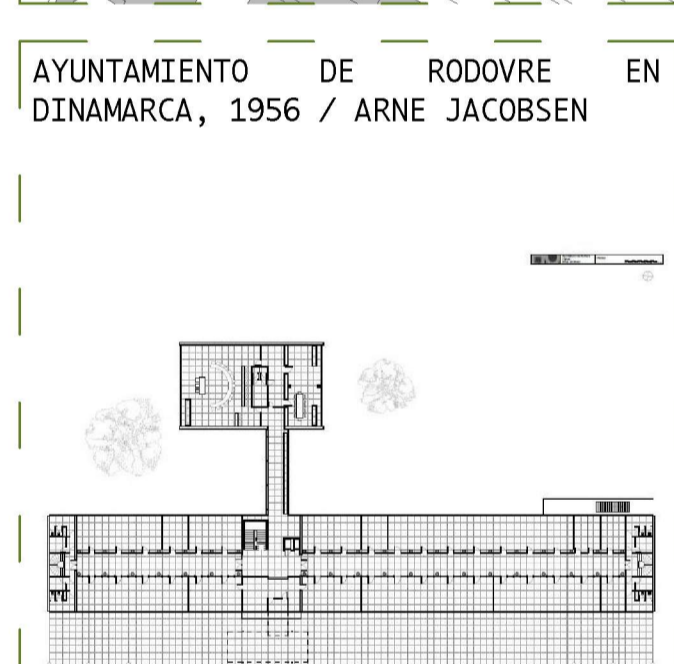 AYUNTAMIENTO DE RODOVRE EN
DINAMARCA, 1956 / ARNE JACOBSEN